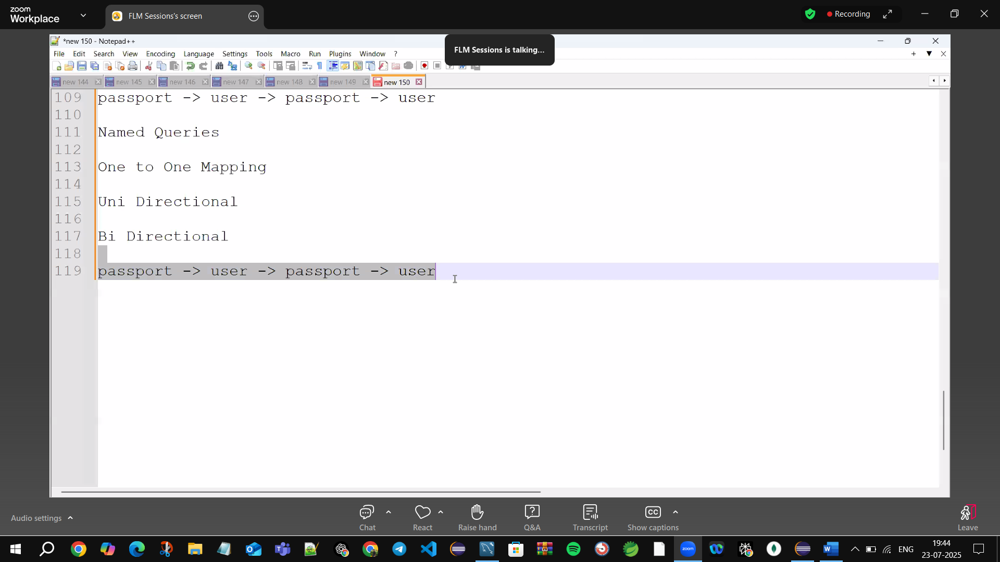 zoom
Workplace
FLM Sessions's screen
Recording
*new 150 - Notepad++
FLM Sessions is talking...
File Edit Search View Encoding Language Settings Tools Macro Run Plugins Window ?
new 144 new 145 new 146 new 147 new 148 new 149 new 150
109 passport -> user -> passport -> user
110
111 Named Queries
112
113 One to One Mapping
114
115 Uni Directional
116
117 Bi Directional
118
119 passport -> user -> passport -> user
Audio settings
Chat
React
Raise hand
Q&A
Transcript
CC
Show captions
Leave
zoom
ENG
19:44
23-07-2025